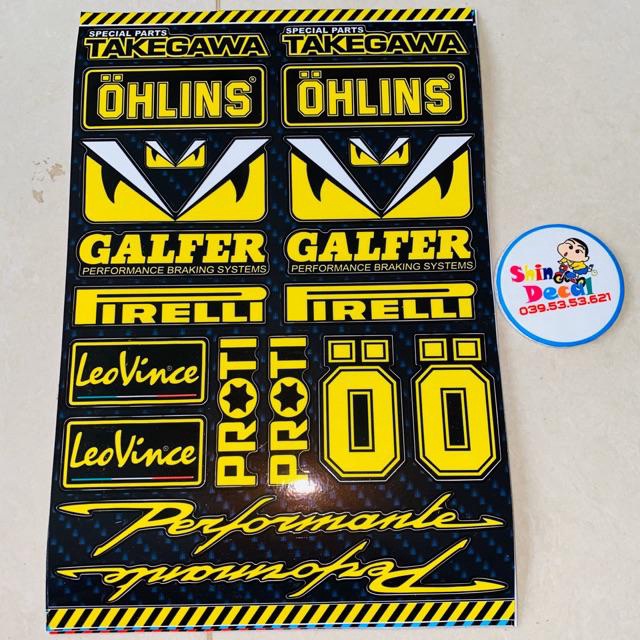 SPECIAL PARTS SPECIAL PARTS
TAKEGAWA TAKEGAWA
ÖHLINS® ÖHLINS®
GALFER GALFER
PERFORMANCE BRAKING SYSTEMS PERFORMANCE BRAKING SYSTEMS
PIRELLI PIRELLI
LeoVince
LeoVince
PROTI PROTI
Ö Ö
Performante
Performante
Shin
Decal
039.53.53.621